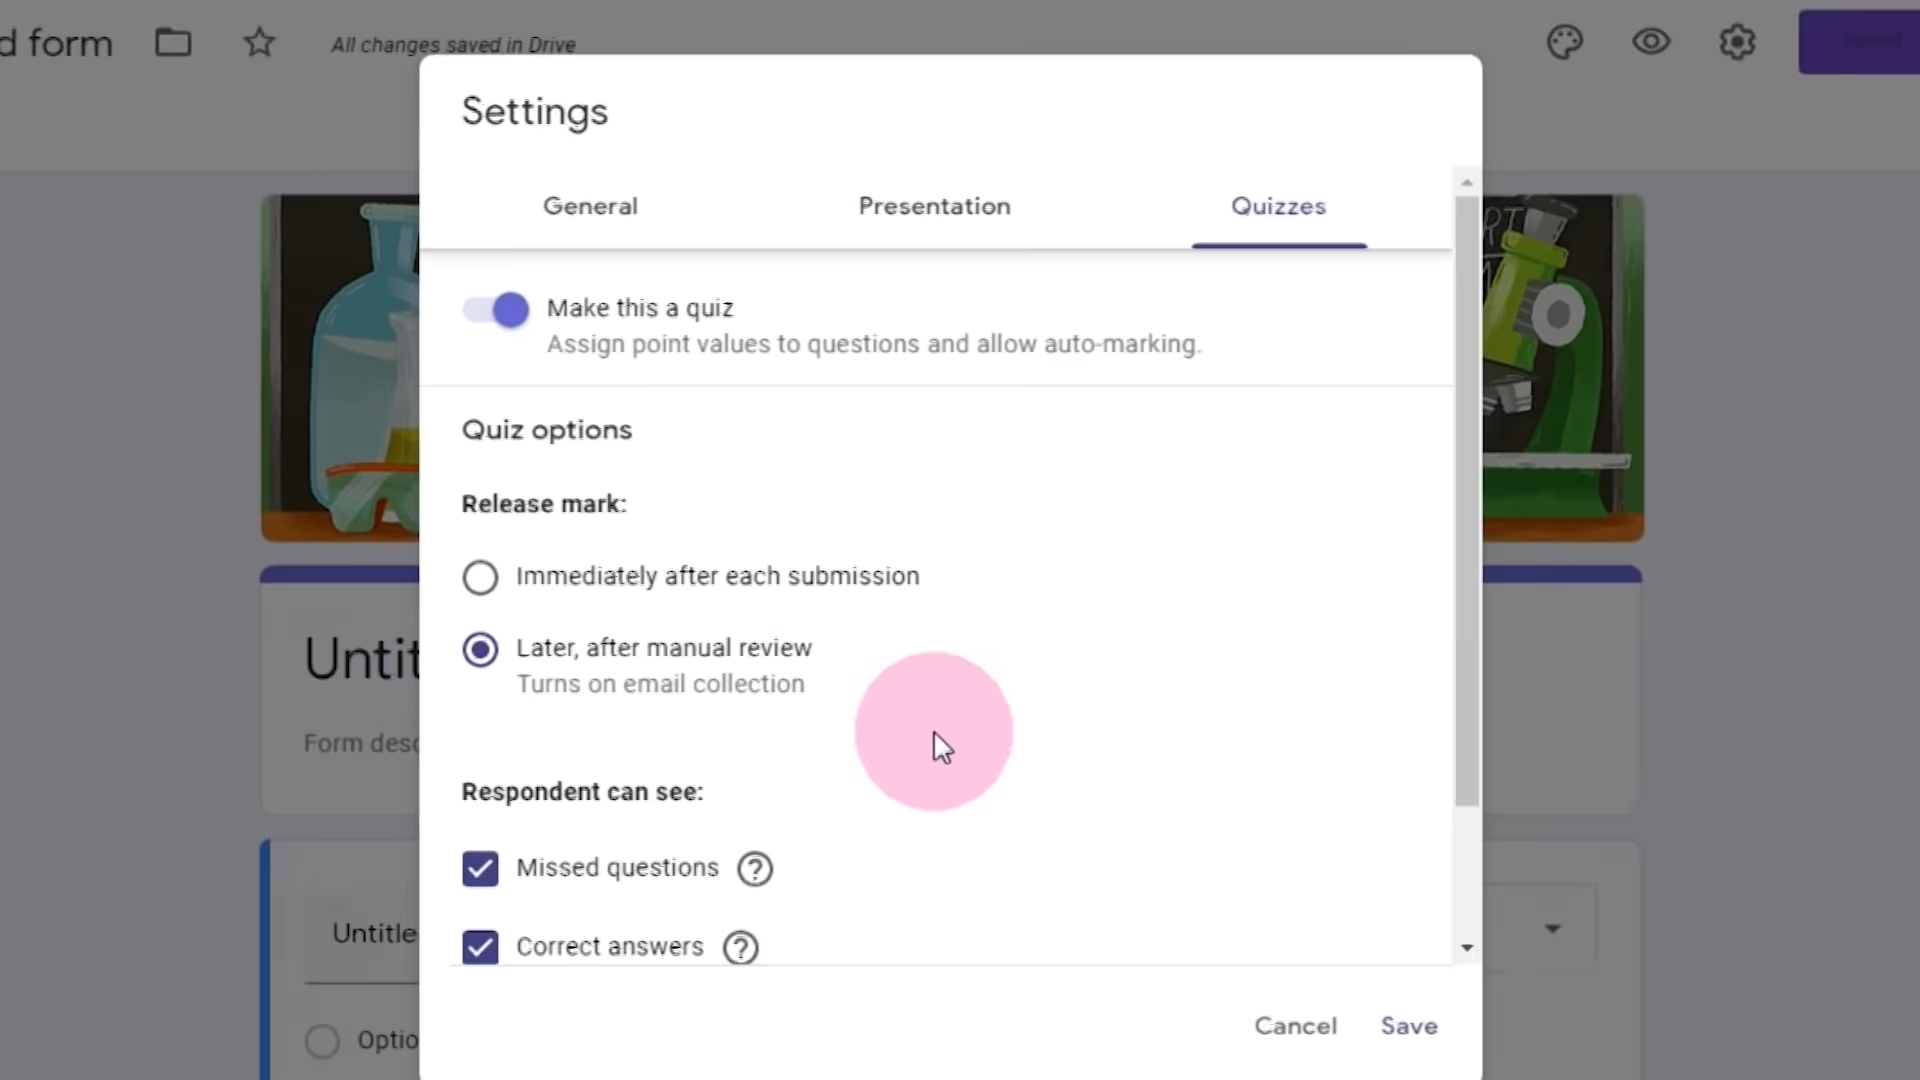 d form
All changes saved in Drive
Settings
General
Presentation
Quizzes
Make this a quiz
Assign point values to questions and allow auto-marking.
Quiz options
Release mark:
Immediately after each submission
Later, after manual review
Turns on email collection
Respondent can see:
Missed questions
Correct answers
Cancel
Save
Untit
Form desc
Untitle
Optio